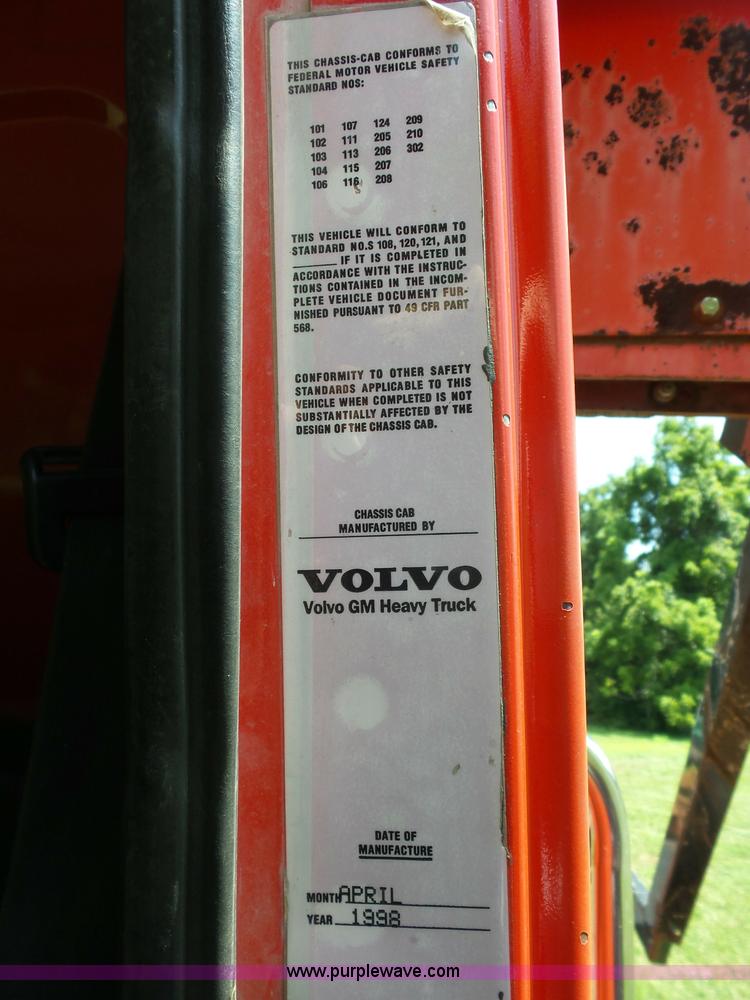 THIS CHASSIS-CAB CONFORMS TO
FEDERAL MOTOR VEHICLE SAFETY
STANDARD NOS:
101 107 124 209
102 111 205 210
103 113 206 302
104 115 207
106 116 208
THIS VEHICLE WILL CONFORM TO
STANDARD NO.S 108, 120, 121, AND
______ IF IT IS COMPLETED IN
ACCORDANCE WITH THE INSTRUC-
TIONS CONTAINED IN THE INCOM-
PLETE VEHICLE DOCUMENT FUR-
NISHED PURSUANT TO 49 CFR PART
568.
CONFORMITY TO OTHER SAFETY
STANDARDS APPLICABLE TO THIS
VEHICLE WHEN COMPLETED IS NOT
SUBSTANTIALLY AFFECTED BY THE
DESIGN OF THE CHASSIS CAB.
CHASSIS CAB
MANUFACTURED BY
VOLVO
Volvo GM Heavy Truck
DATE OF
MANUFACTURE
MONTH APRIL
YEAR 1998
www.purplewave.com